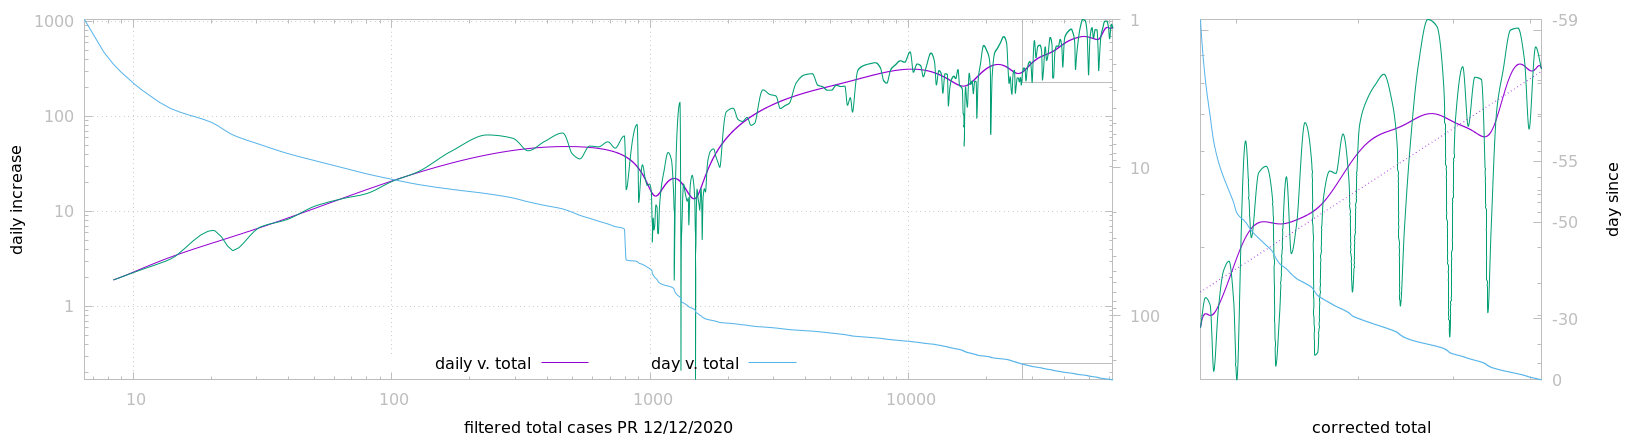 1000
100
10
1
daily increase
1
10
100
daily v. total
day v. total
10
100
1000
10000
filtered total cases PR 12/12/2020
-59
-55
-50
-30
0
day since
corrected total